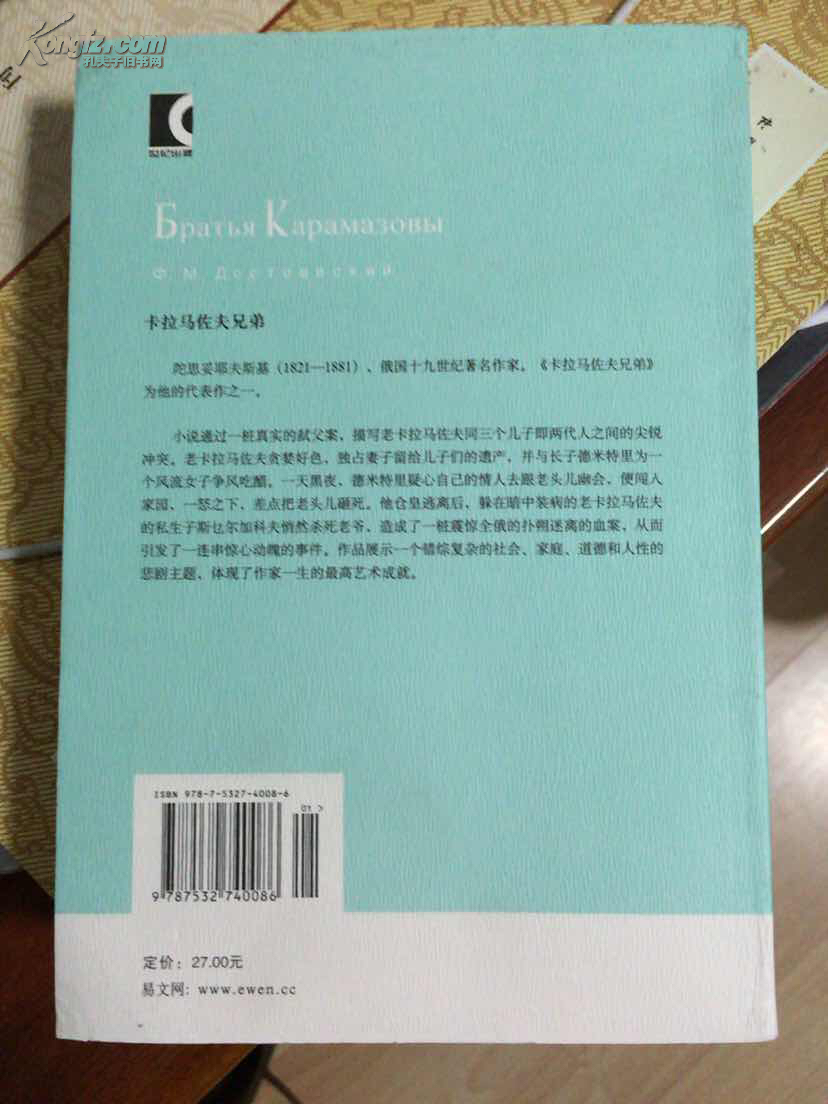 Kongfz.com
孔夫子旧书网
世纪出版
Братья Карамазовы
Ф. М. Достоевский
卡拉马佐夫兄弟
陀思妥耶夫斯基（1821—1881）、俄国十九世纪著名作家。《卡拉马佐夫兄弟》
为他的代表作之一。
小说通过一桩真实的弑父案，描写老卡拉马佐夫同三个儿子即两代人之间的尖锐
冲突。老卡拉马佐夫贪婪好色，独占妻子留给儿子们的遗产，并与长子德米特里为一
个风流女子争风吃醋。一天黑夜、德米特里疑心自己的情人去跟老头儿幽会，便闯入
家园、一怒之下、差点把老头儿砸死。他仓皇逃离后，躲在暗中装病的老卡拉马佐夫
的私生子斯乜尔加科夫悄然杀死老爷、造成了一桩震惊全俄的扑朔迷离的血案，从而
引发了一连串惊心动魄的事件。作品展示一个错综复杂的社会、家庭、道德和人性的
悲剧主题、体现了作家一生的最高艺术成就。
ISBN 978-7-5327-4008-6
01 >
9 787532 740086
定价：27.00元
易文网：www.ewen.cc